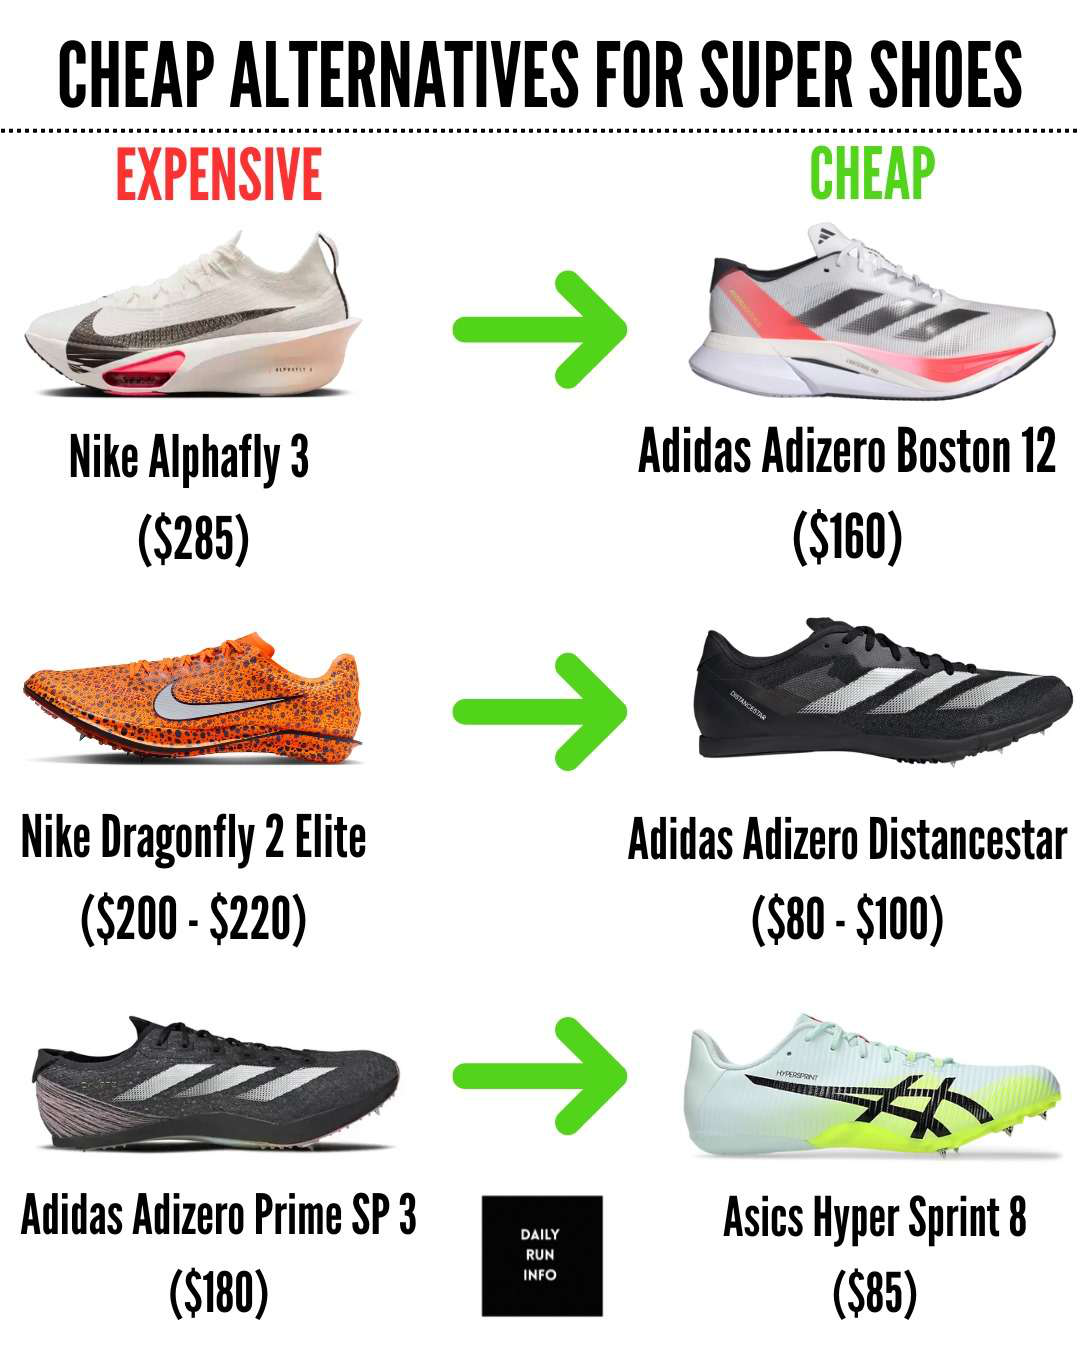 CHEAP ALTERNATIVES FOR SUPER SHOES
EXPENSIVE
CHEAP
ALPHAFLY 3
Nike Alphafly 3
($285)
Adidas Adizero Boston 12
($160)
DISTANCESTAR
Nike Dragonfly 2 Elite
($200 - $220)
Adidas Adizero Distancestar
($80 - $100)
HYPERSPRINT
Adidas Adizero Prime SP 3
($180)
DAILY
RUN
INFO
Asics Hyper Sprint 8
($85)